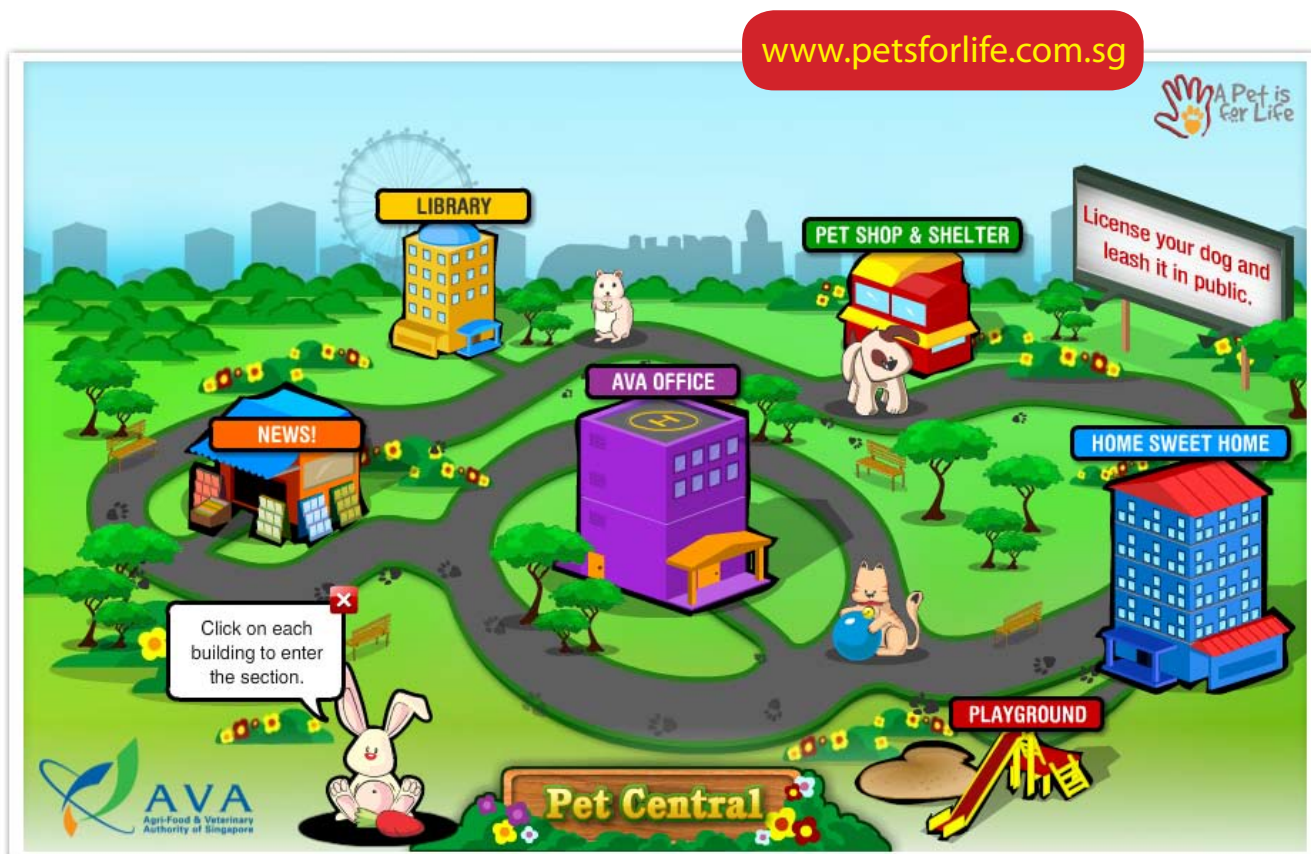 www.petsforlife.com.sg
A Pet is
for Life
LIBRARY
PET SHOP & SHELTER
License your dog and
leash it in public.
AVA OFFICE
H
NEWS!
HOME SWEET HOME
Click on each
building to enter
the section.
PLAYGROUND
AVA
Agri-Food & Veterinary
Authority of Singapore
Pet Central